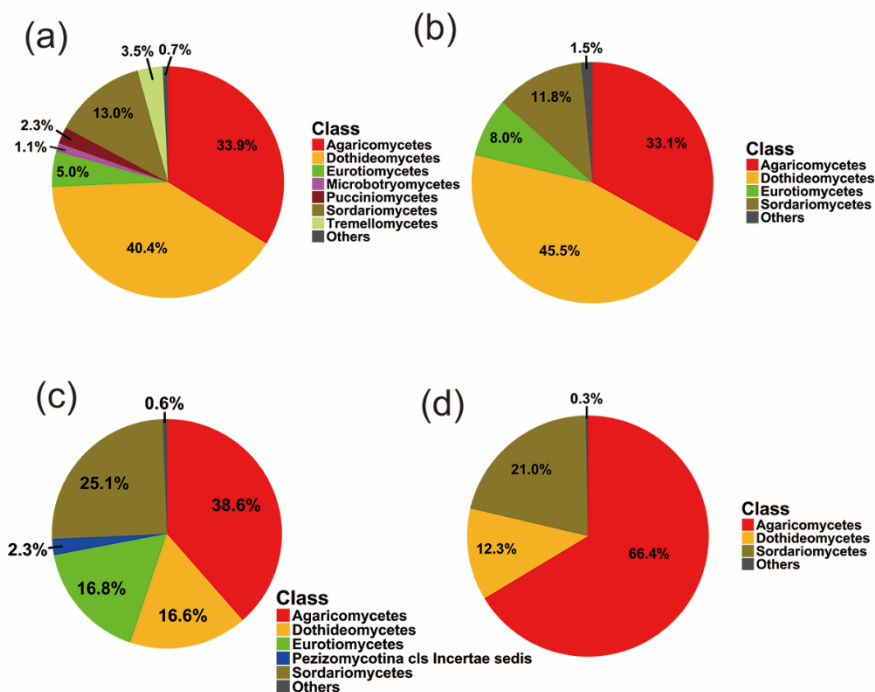 (a)
3.5%
0.7%
13.0%
33.9%
2.3%
1.1%
5.0%
40.4%
Class
Agaricomycetes
Dothideomycetes
Eurotiomycetes
Microbotryomycetes
Pucciniomycetes
Sordariomycetes
Tremellomycetes
Others
(b)
1.5%
11.8%
8.0%
33.1%
45.5%
Class
Agaricomycetes
Dothideomycetes
Eurotiomycetes
Sordariomycetes
Others
(c)
0.6%
25.1%
38.6%
2.3%
16.8%
16.6%
Class
Agaricomycetes
Dothideomycetes
Eurotiomycetes
Pezizomycotina cls Incertae sedis
Sordariomycetes
Others
(d)
0.3%
21.0%
12.3%
66.4%
Class
Agaricomycetes
Dothideomycetes
Sordariomycetes
Others